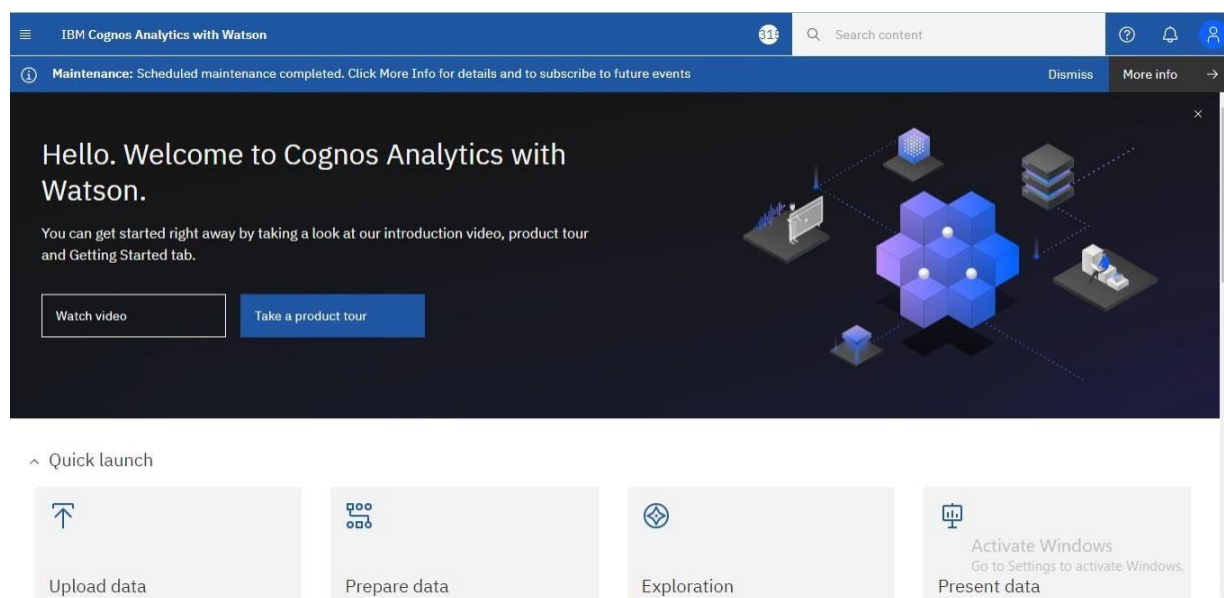 IBM Cognos Analytics with Watson
Search content
Maintenance: Scheduled maintenance completed. Click More Info for details and to subscribe to future events
Dismiss
More info
Hello. Welcome to Cognos Analytics with
Watson.
You can get started right away by taking a look at our introduction video, product tour
and Getting Started tab.
Watch video
Take a product tour
Quick launch
Upload data
Prepare data
Exploration
Present data
Activate Windows
Go to Settings to activate Windows.